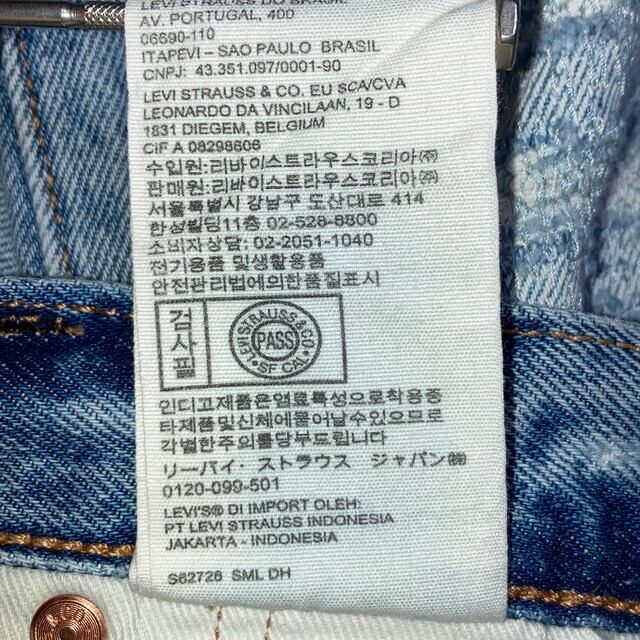 LEVI STRAUSS DO BRASIL
AV. PORTUGAL, 400
06690-110
ITAPEVI – SAO PAULO BRASIL
CNPJ: 43.351.097/0001-90
LEVI STRAUSS & CO. EU SCA/CVA
LEONARDO DA VINCILAAN, 19 - D
1831 DIEGEM, BELGIUM
CIF A 08298606
수입원:리바이스트라우스코리아㈜
판매원:리바이스트라우스코리아㈜
서울특별시 강남구 도산대로 414
한성빌딩11층 02-528-8800
소비자상담: 02-2051-1040
전기용품 및생활용품
안전관리법에의한품질표시
검사필
LEVI STRAUSS & CO
PASS
SF CAL
인디고제품은염료특성으로착용중
타제품및신체에물어날수있으므로
각별한주의를당부드립니다
リーバイ・ストラウス ジャパン㈱
0120-099-501
LEVI'S® DI IMPORT OLEH:
PT LEVI STRAUSS INDONESIA
JAKARTA - INDONESIA
S62726 SML DH